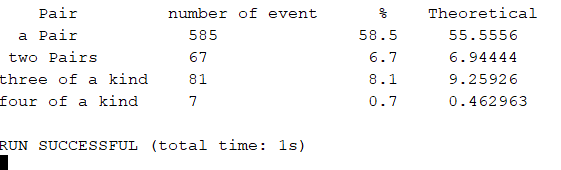 Pair number of event % Theoretical
a Pair 585 58.5 55.5556
two Pairs 67 6.7 6.94444
three of a kind 81 8.1 9.25926
four of a kind 7 0.7 0.462963
RUN SUCCESSFUL (total time: 1s)